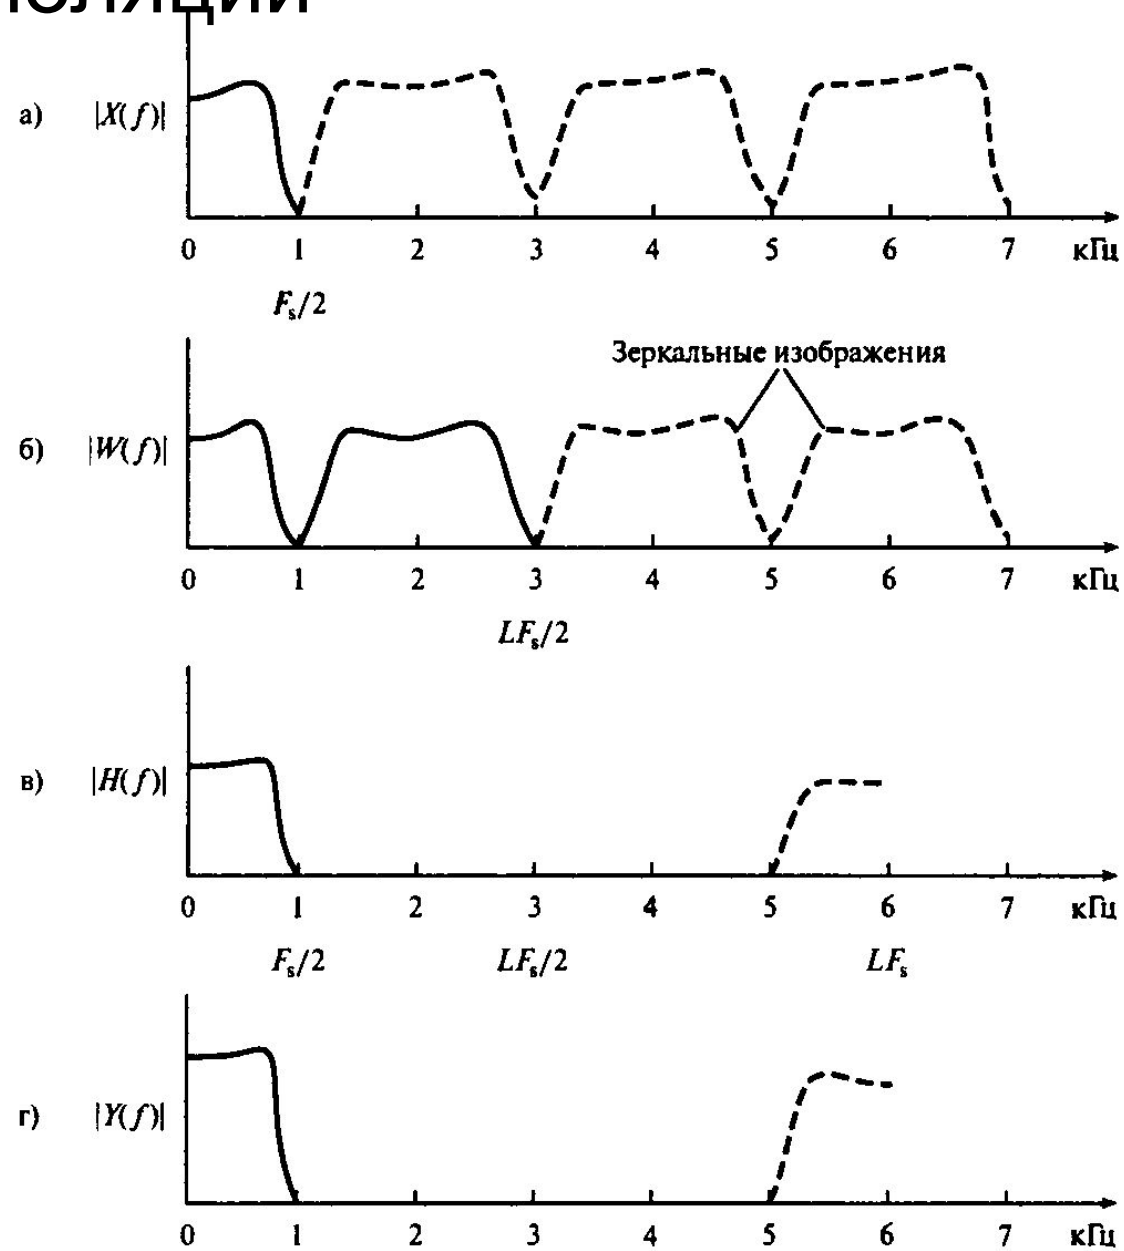 а) |X(f)|
0 1 2 3 4 5 6 7 кГц
Fs/2
Зеркальные изображения
б) |W(f)|
0 1 2 3 4 5 6 7 кГц
LFs/2
в) |H(f)|
0 1 2 3 4 5 6 7 кГц
Fs/2 LFs/2 LFs
г) |Y(f)|
0 1 2 3 4 5 6 7 кГц